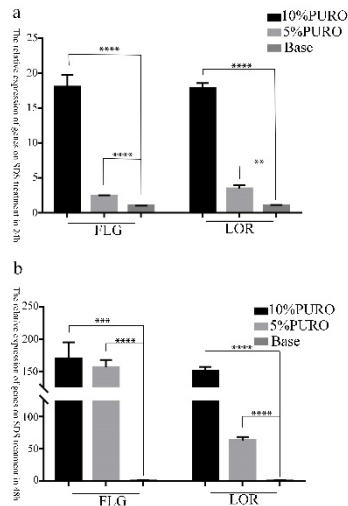 a
10%PURO
5%PURO
Base
The relative expression of genes on SDS treatment in 24h
25
20
15
10
5
0
****
****
****
**
FLG
LOR
b
10%PURO
5%PURO
Base
The relative expression of genes on SDS treatment in 48h
250
200
150
100
50
0
***
****
****
****
FLG
LOR